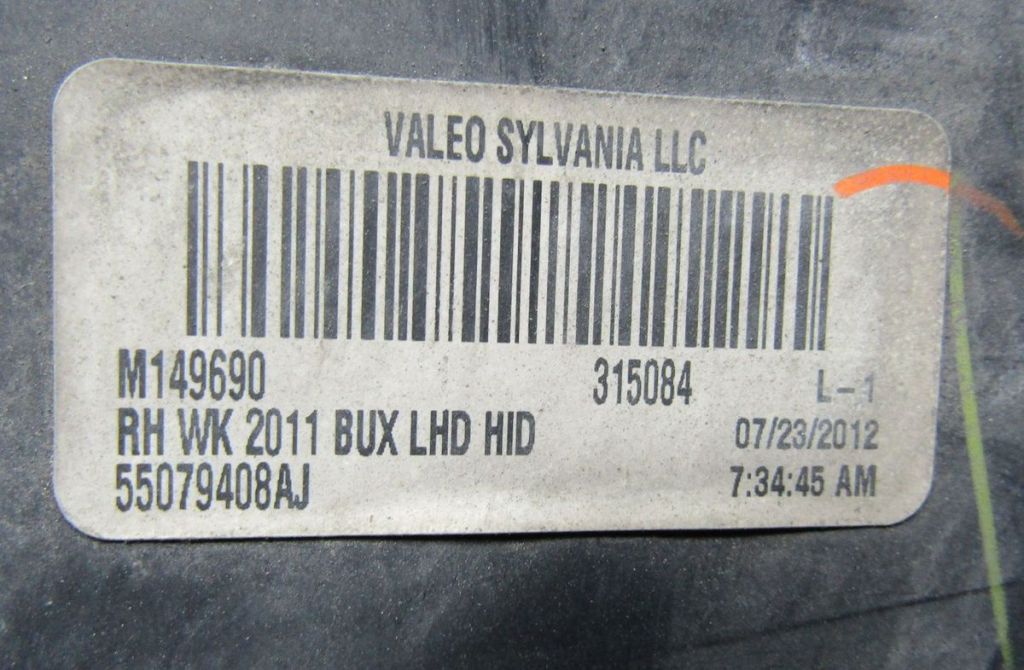 VALEO SYLVANIA LLC
M149690 315084 L-1
RH WK 2011 BUX LHD HID 07/23/2012
55079408AJ 7:34:45 AM